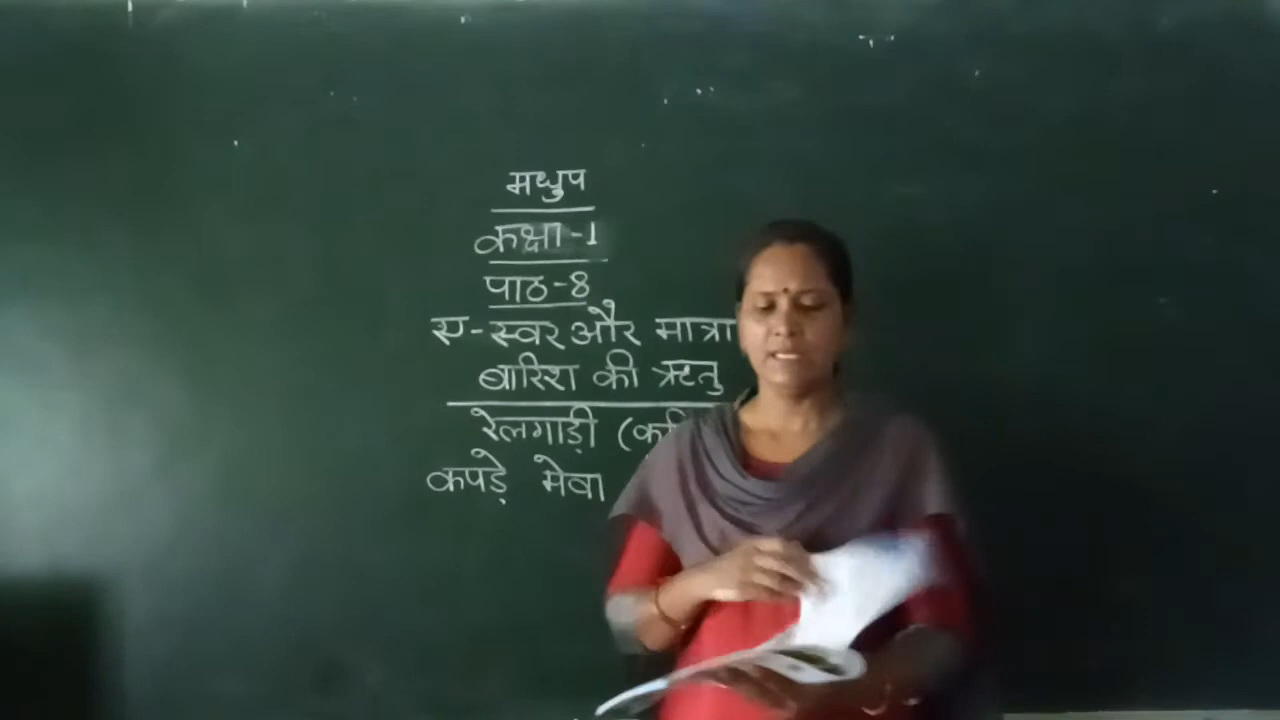 मधुप
कक्षा-1
पाठ-8
ए-स्वर और मात्रा
बारिश की ऋतु
रेलगाड़ी
कपड़े मेवा